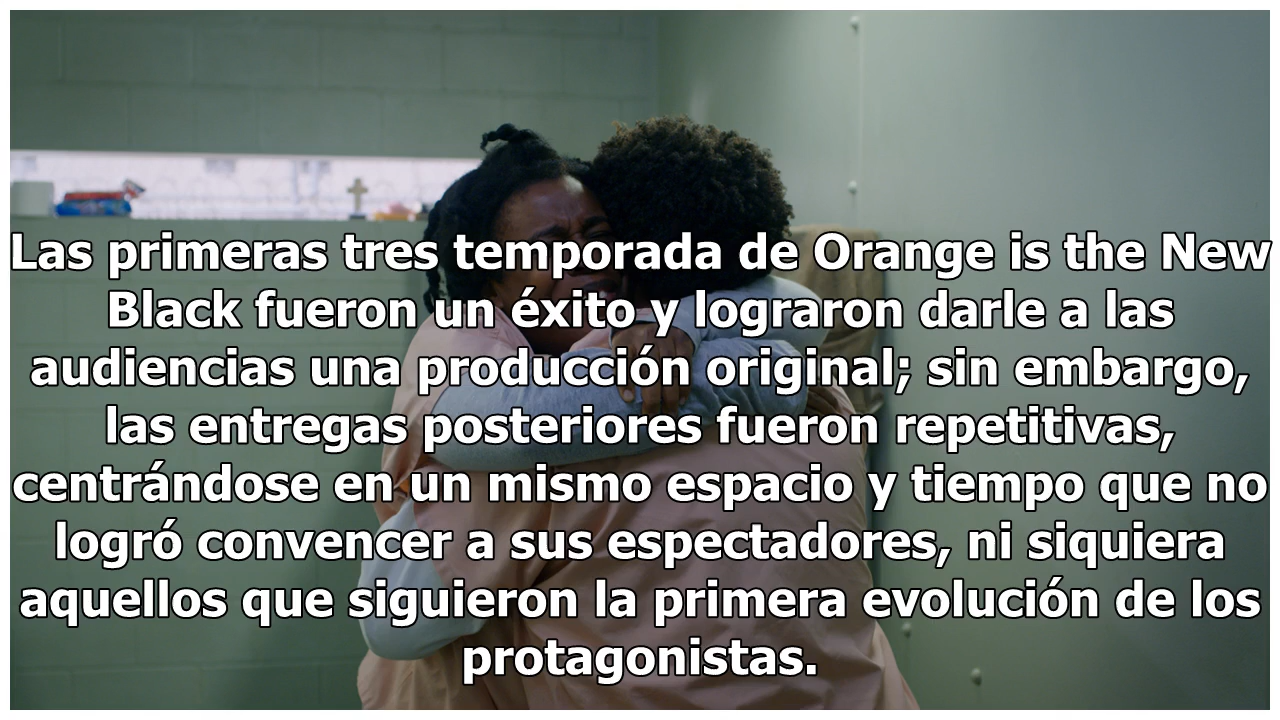 Las primeras tres temporada de Orange is the New
Black fueron un éxito y lograron darle a las
audiencias una producción original; sin embargo,
las entregas posteriores fueron repetitivas,
centrándose en un mismo espacio y tiempo que no
logró convencer a sus espectadores, ni siquiera
aquellos que siguieron la primera evolución de los
protagonistas.